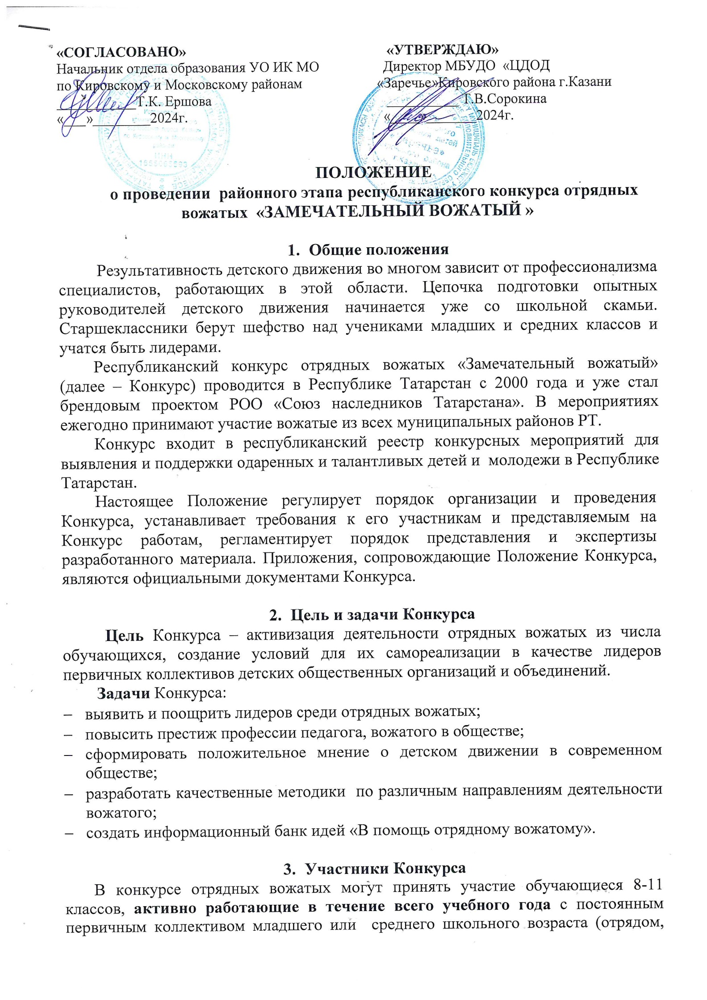 «СОГЛАСОВАНО»
Начальник отдела образования УО ИК МО
по Кировскому и Московскому районам
___________Т.К. Ершова
«___»________2024г.
«УТВЕРЖДАЮ»
Директор МБУДО «ЦДОД
«Заречье»Кировского района г.Казани
__________ Т.В.Сорокина
«____________2024г.
ПОЛОЖЕНИЕ
о проведении районного этапа республиканского конкурса отрядных
вожатых «ЗАМЕЧАТЕЛЬНЫЙ ВОЖАТЫЙ »
1. Общие положения
Результативность детского движения во многом зависит от профессионализма
специалистов, работающих в этой области. Цепочка подготовки опытных
руководителей детского движения начинается уже со школьной скамьи.
Старшеклассники берут шефство над учениками младших и средних классов и
учатся быть лидерами.
Республиканский конкурс отрядных вожатых «Замечательный вожатый»
(далее – Конкурс) проводится в Республике Татарстан с 2000 года и уже стал
брендовым проектом РОО «Союз наследников Татарстана». В мероприятиях
ежегодно принимают участие вожатые из всех муниципальных районов РТ.
Конкурс входит в республиканский реестр конкурсных мероприятий для
выявления и поддержки одаренных и талантливых детей и молодежи в Республике
Татарстан.
Настоящее Положение регулирует порядок организации и проведения
Конкурса, устанавливает требования к его участникам и представляемым на
Конкурс работам, регламентирует порядок представления и экспертизы
разработанного материала. Приложения, сопровождающие Положение Конкурса,
являются официальными документами Конкурса.
2. Цель и задачи Конкурса
Цель Конкурса – активизация деятельности отрядных вожатых из числа
обучающихся, создание условий для их самореализации в качестве лидеров
первичных коллективов детских общественных организаций и объединений.
Задачи Конкурса:
– выявить и поощрить лидеров среди отрядных вожатых;
– повысить престиж профессии педагога, вожатого в обществе;
– сформировать положительное мнение о детском движении в современном
обществе;
– разработать качественные методики по различным направлениям деятельности
вожатого;
– создать информационный банк идей «В помощь отрядному вожатому».
3. Участники Конкурса
В конкурсе отрядных вожатых могут принять участие обучающиеся 8-11
классов, активно работающие в течение всего учебного года с постоянным
первичным коллективом младшего или среднего школьного возраста (отрядом,